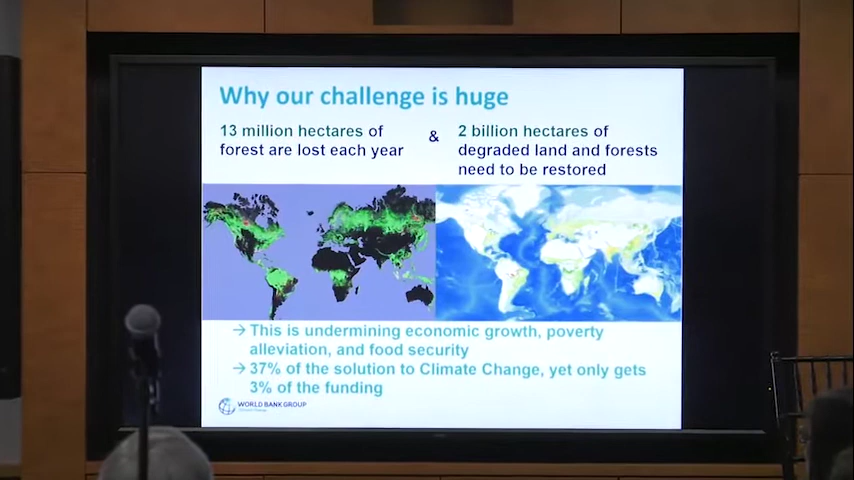 Why our challenge is huge
13 million hectares of
forest are lost each year
&
2 billion hectares of
degraded land and forests
need to be restored
→ This is undermining economic growth, poverty
alleviation, and food security
→ 37% of the solution to Climate Change, yet only gets
3% of the funding
WORLD BANK GROUP
Climate Change